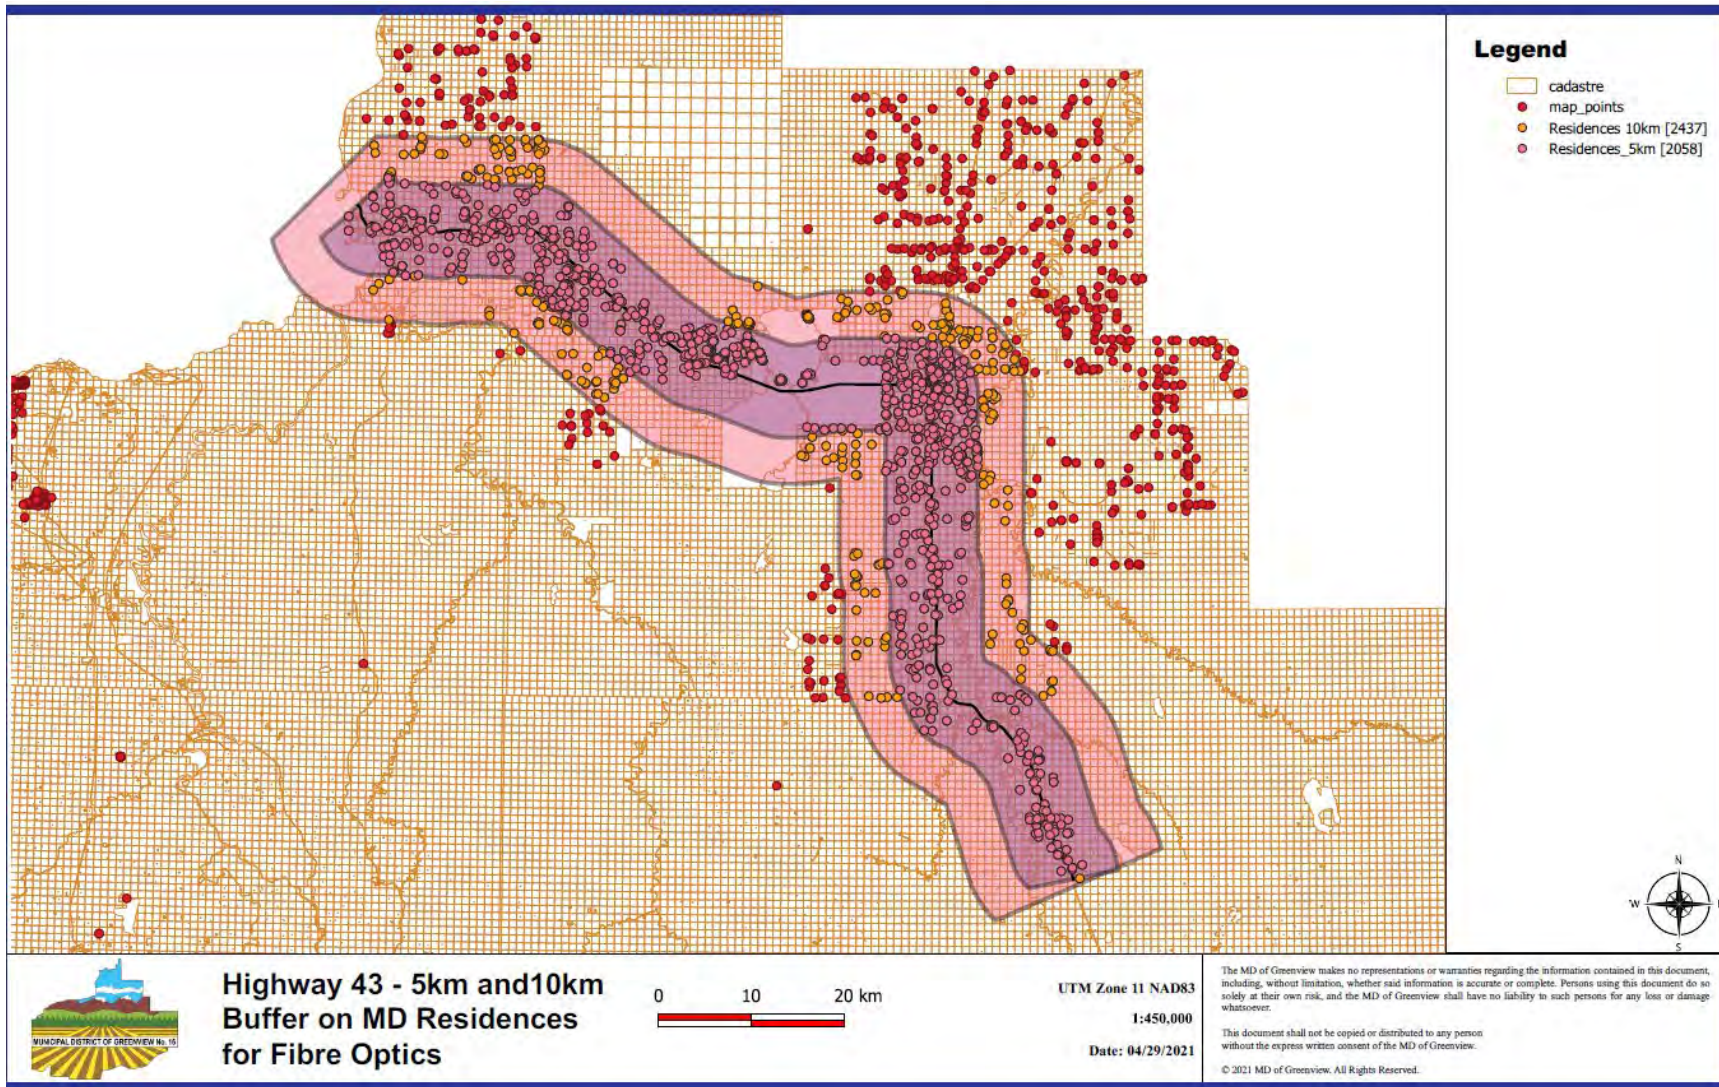 Legend
cadastre
map_points
Residences 10km [2437]
Residences_5km [2058]
N
W
S
MUNICIPAL DISTRICT OF GREENVIEW No. 16
Highway 43 - 5km and10km
Buffer on MD Residences
for Fibre Optics
0 10 20 km
UTM Zone 11 NAD83
1:450,000
Date: 04/29/2021
The MD of Greenview makes no representations or warranties regarding the information contained in this document,
including, without limitation, whether said information is accurate or complete. Persons using this document do so
solely at their own risk, and the MD of Greenview shall have no liability to such persons for any loss or damage
whatsoever.
This document shall not be copied or distributed to any person
without the express written consent of the MD of Greenview.
© 2021 MD of Greenview. All Rights Reserved.